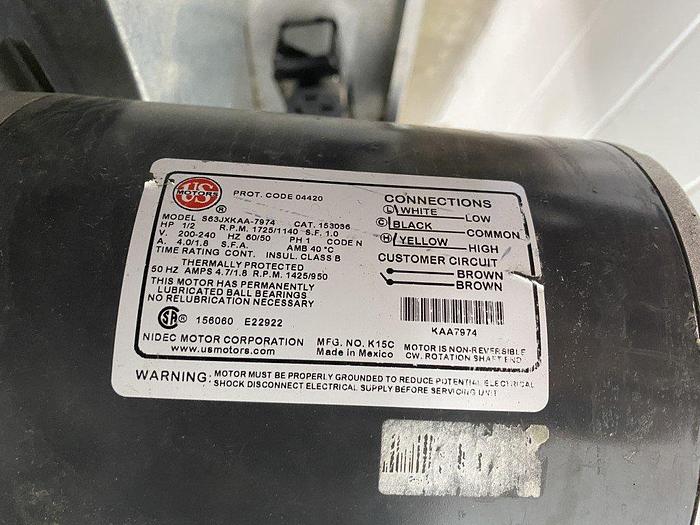 US
MOTORS
®
PROT. CODE 04420
MODEL S63JXKAA-7974 CAT. 153036
HP 1/2 R.P.M. 1725/1140 S.F. 1.0
V. 200-240 HZ 60/50 PH 1 CODE N
A. 4.0/1.8 S.F.A. AMB 40 °C
TIME RATING CONT. INSUL. CLASS B
THERMALLY PROTECTED
50 HZ AMPS 4.7/1.8 R.P.M. 1425/950
THIS MOTOR HAS PERMANENTLY
LUBRICATED BALL BEARINGS
NO RELUBRICATION NECESSARY
SA ® 156060 E22922
NIDEC MOTOR CORPORATION
www.usmotors.com
MFG. NO. K15C
Made in Mexico
CONNECTIONS
L WHITE LOW
C BLACK COMMON
H YELLOW HIGH
CUSTOMER CIRCUIT
BROWN
BROWN
KAA7974
MOTOR IS NON-REVERSIBLE
CW. ROTATION SHAFT END
WARNING: MOTOR MUST BE PROPERLY GROUNDED TO REDUCE POTENTIAL ELECTRICAL
SHOCK DISCONNECT ELECTRICAL SUPPLY BEFORE SERVICING UNIT